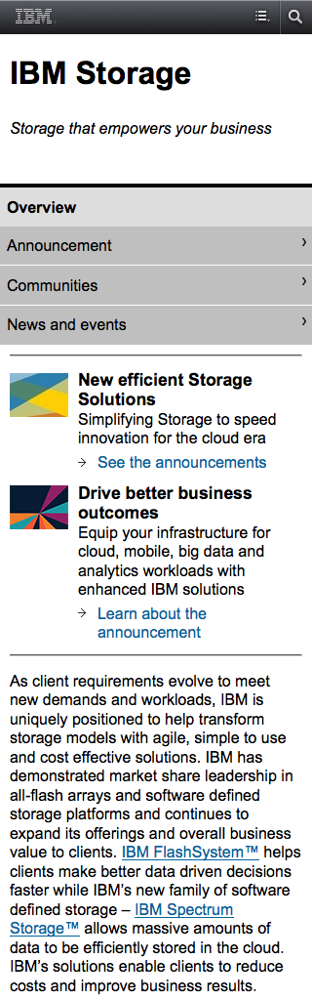 IBM
IBM Storage
Storage that empowers your business
Overview
Announcement
Communities
News and events
New efficient Storage
Solutions
Simplifying Storage to speed
innovation for the cloud era
See the announcements
Drive better business
outcomes
Equip your infrastructure for
cloud, mobile, big data and
analytics workloads with
enhanced IBM solutions
Learn about the
announcement
As client requirements evolve to meet
new demands and workloads, IBM is
uniquely positioned to help transform
storage models with agile, simple to use
and cost effective solutions. IBM has
demonstrated market share leadership in
all-flash arrays and software defined
storage platforms and continues to
expand its offerings and overall business
value to clients. IBM FlashSystem™ helps
clients make better data driven decisions
faster while IBM’s new family of software
defined storage – IBM Spectrum
Storage™ allows massive amounts of
data to be efficiently stored in the cloud.
IBM’s solutions enable clients to reduce
costs and improve business results.